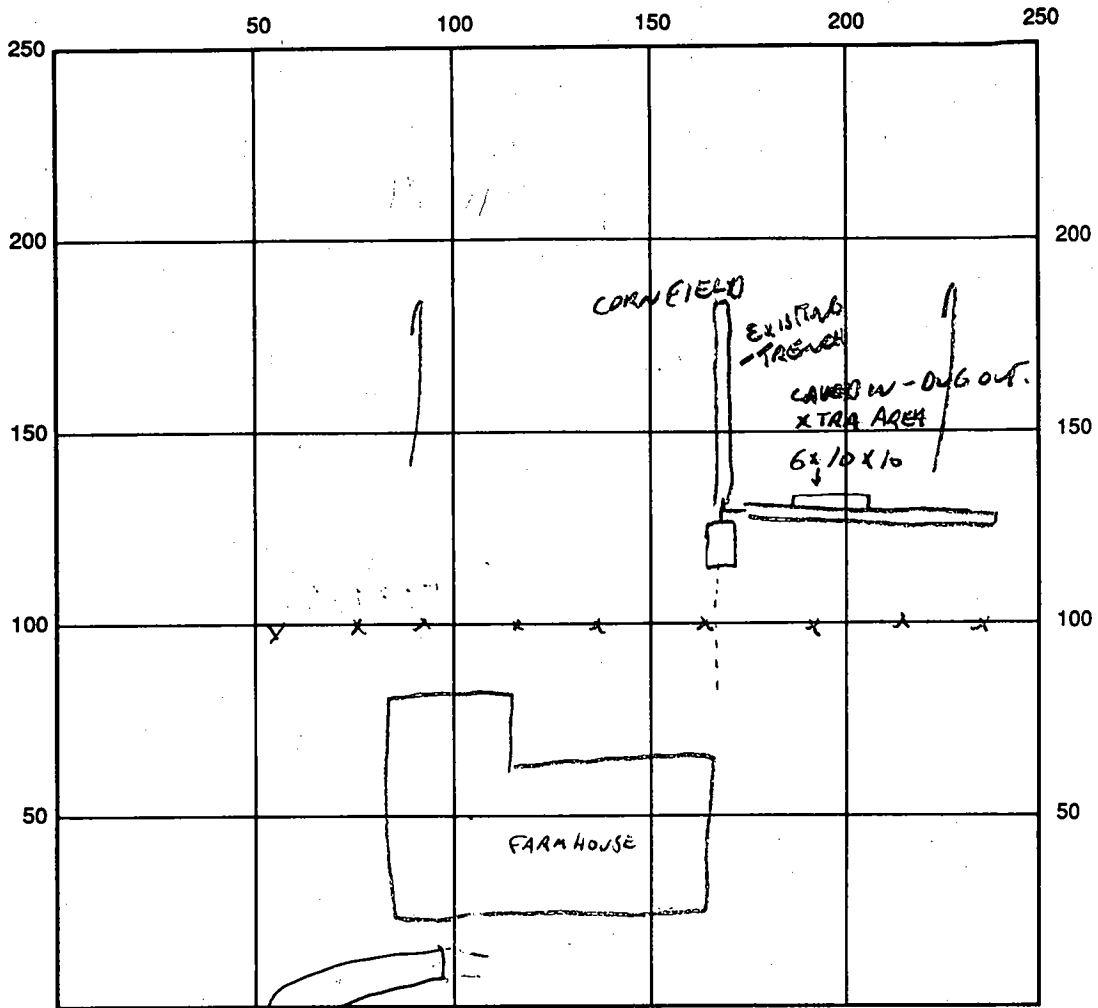 50 100 150 200 250
250
200 200
CORNFIELD
EXISTING
TRENCH
CAVED IN - DUG OUT.
XTRA AREA
150 150
6x10x10
100 100
50 50
FARMHOUSE